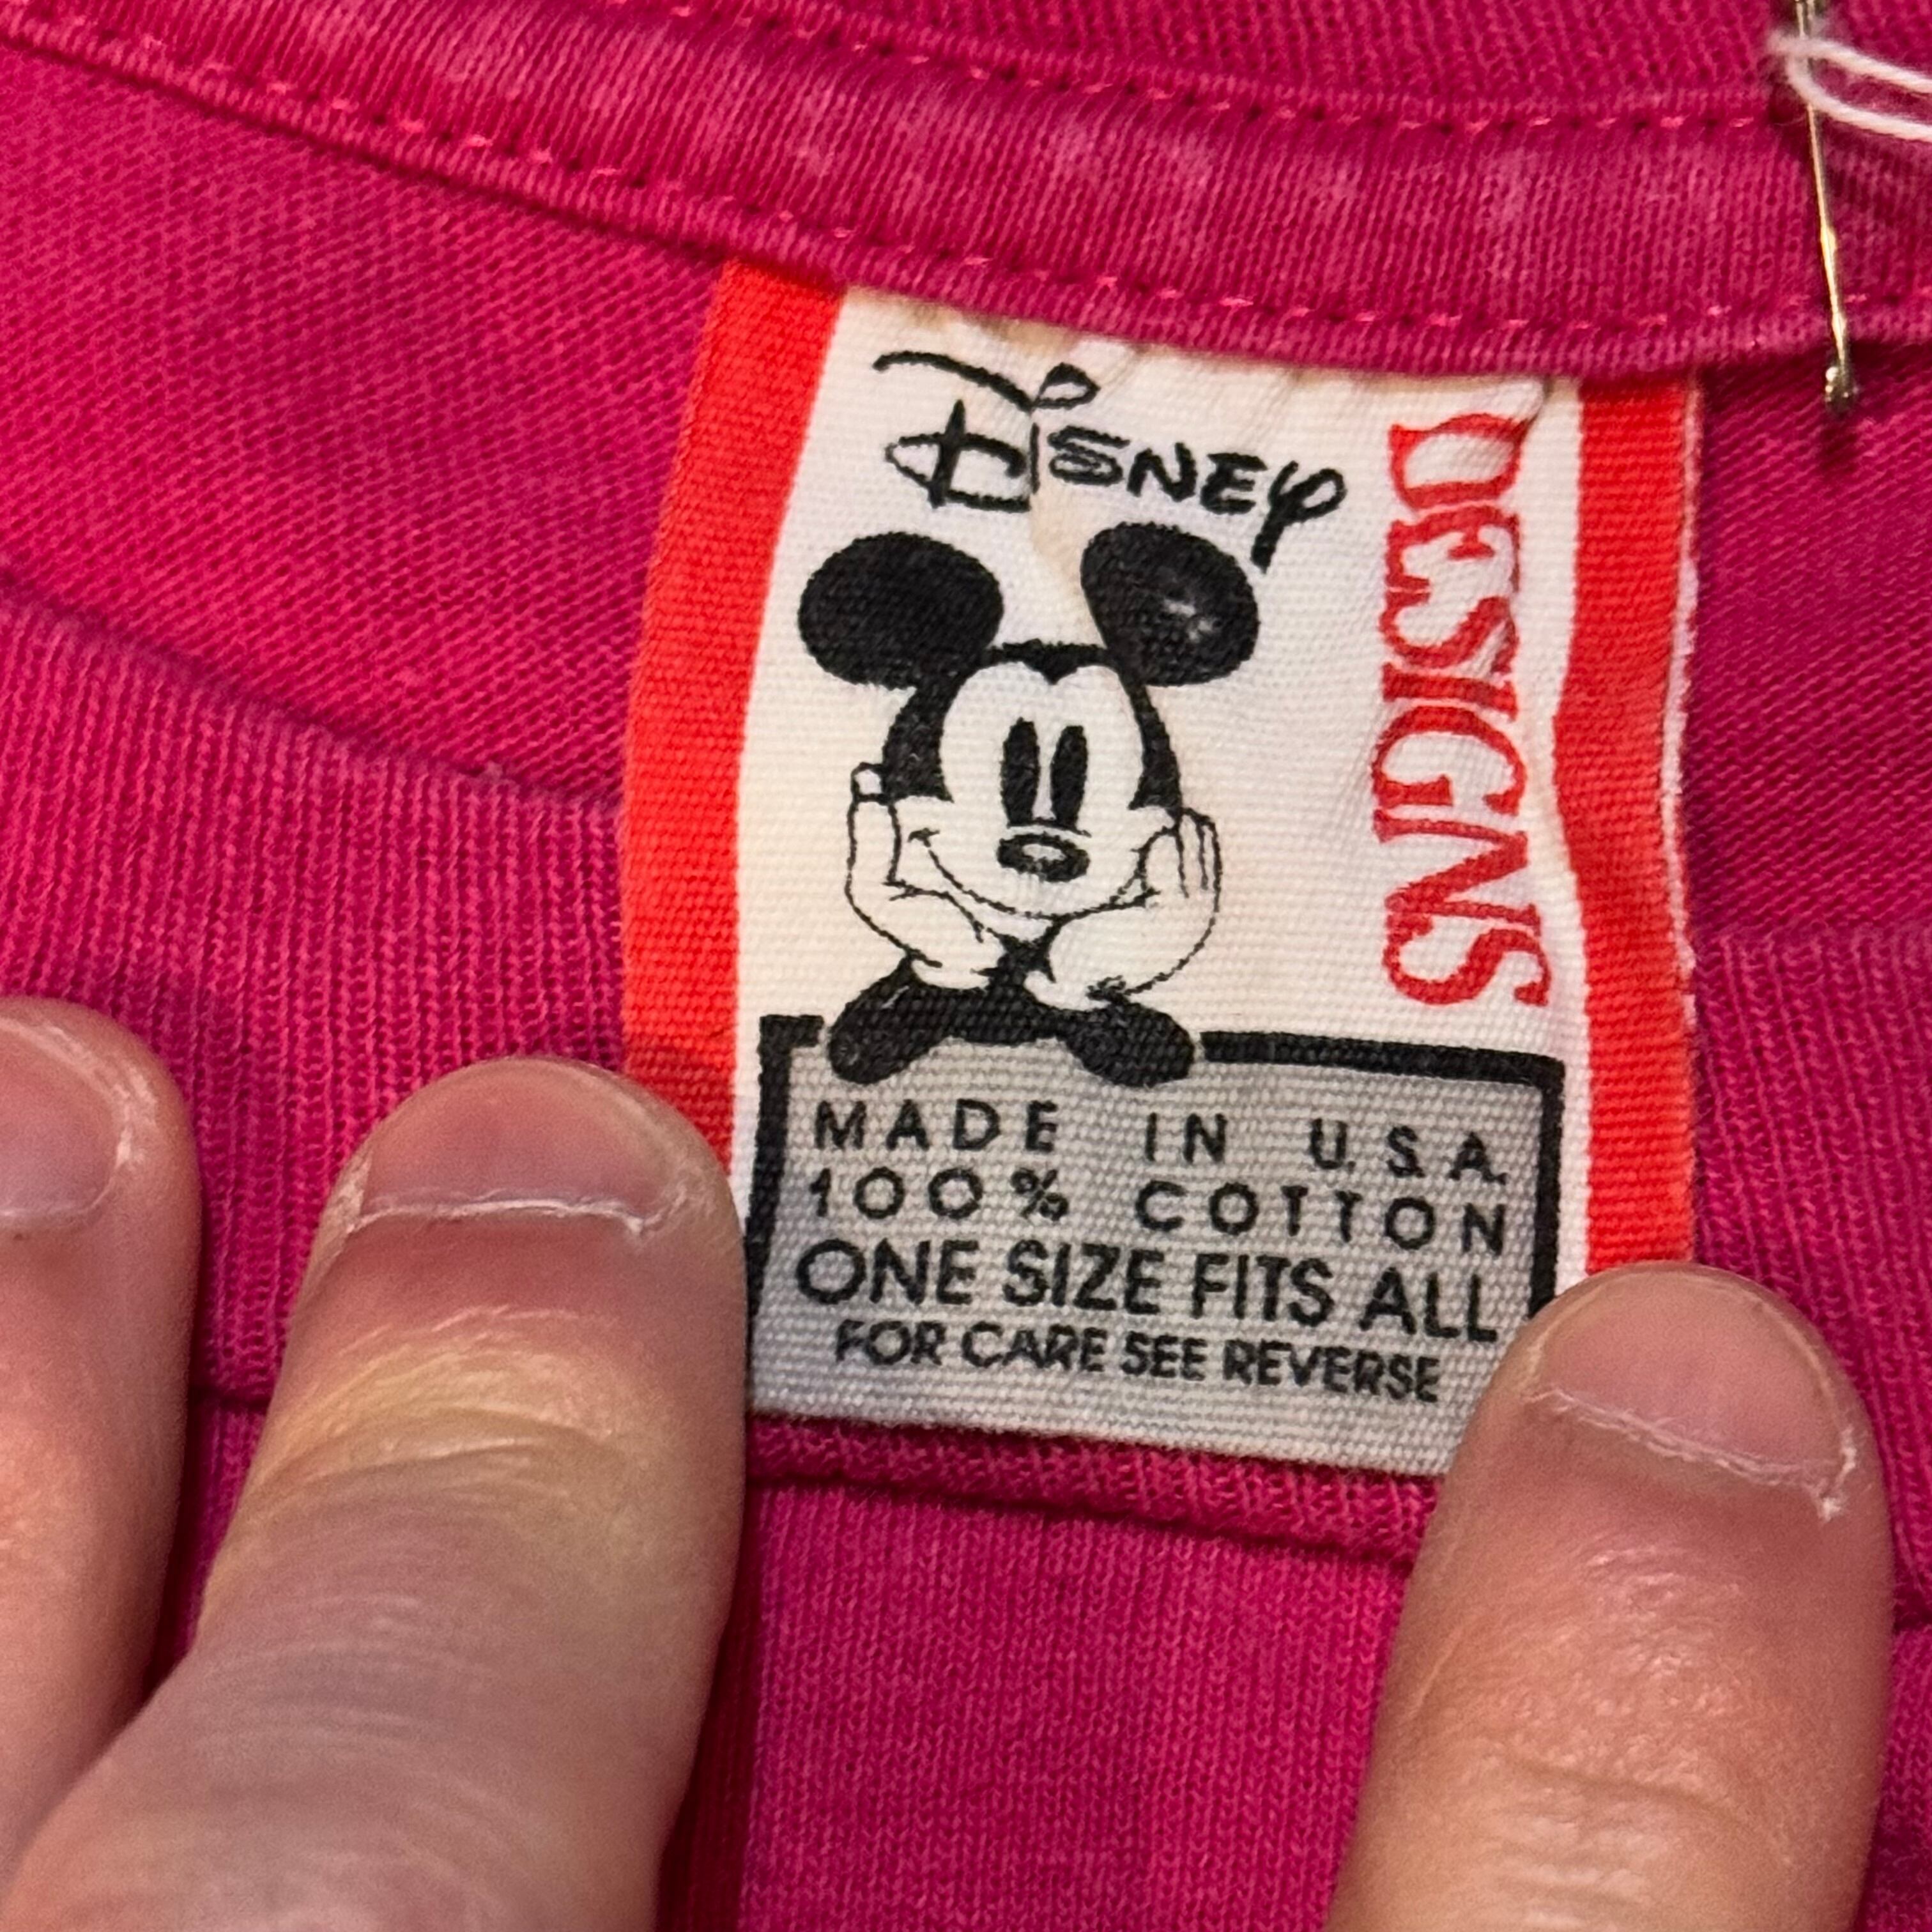 Disney
DESIGNS
MADE IN U.S.A.
100% COTTON
ONE SIZE FITS ALL
FOR CARE SEE REVERSE